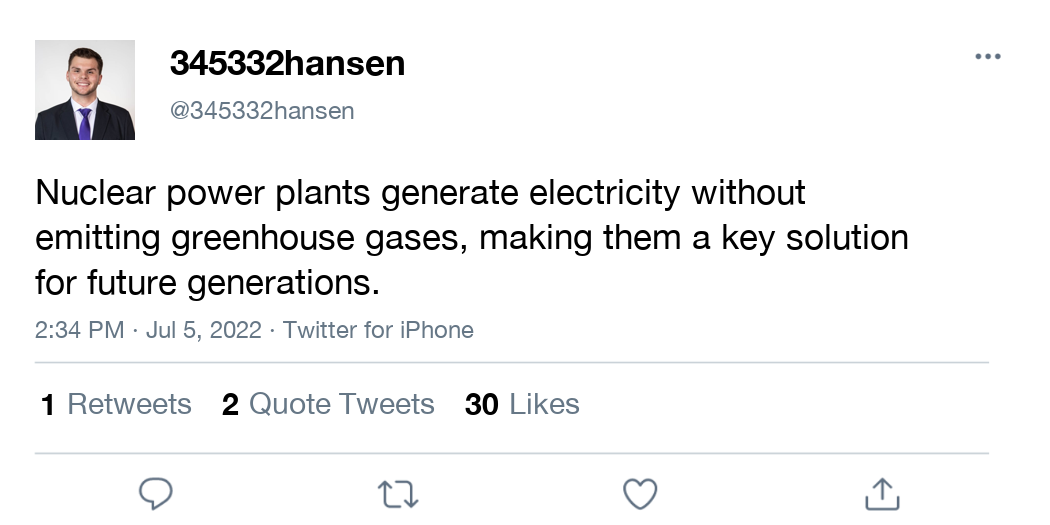 345332hansen
@345332hansen
Nuclear power plants generate electricity without
emitting greenhouse gases, making them a key solution
for future generations.
2:34 PM · Jul 5, 2022 · Twitter for iPhone
1 Retweets 2 Quote Tweets 30 Likes